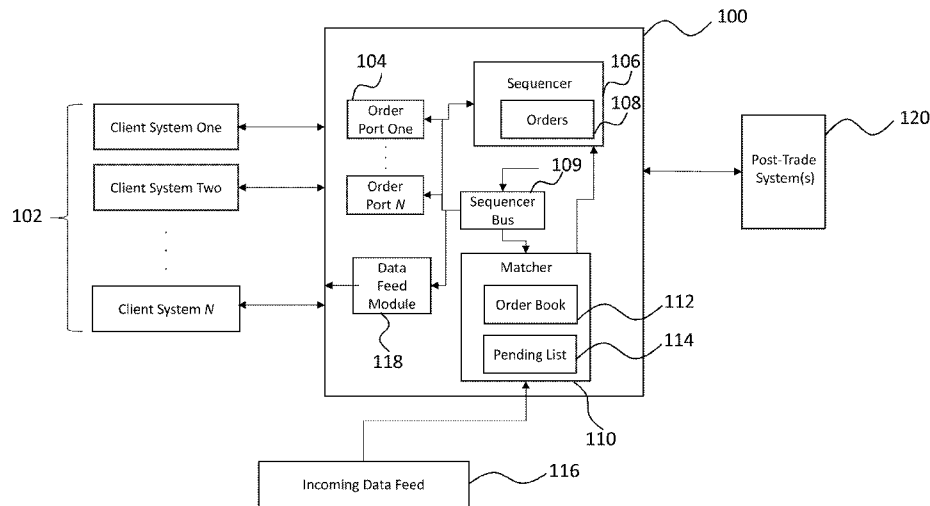 100
104
106
Sequencer
Order
Port One
108
Orders
Client System One
120
Client System Two
Post-Trade
System(s)
109
Order
Port N
Sequencer
Bus
102
Matcher
Data
Feed
Module
Order Book
112
Client System N
114
Pending List
118
110
116
Incoming Data Feed